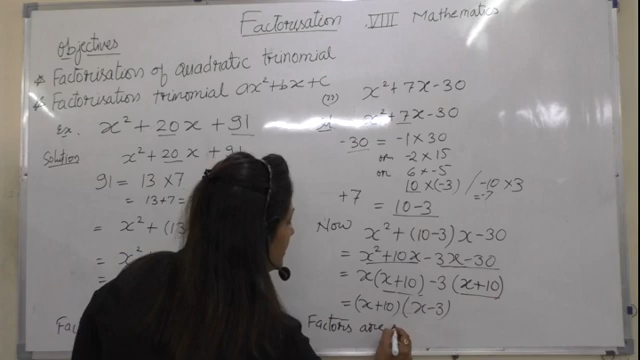 Factorisation VIII Mathematics
Objectives
Factorisation of quadratic trinomial
Factorisation trinomial ax²+bx+c
Ex. x² + 20x + 91
Solution
x² + 20x + 91
91 = 13 × 7
= 13+7 =
= x² + (13
= x² +
=
Fac
(ii) x² + 7x - 30
x² + 7x - 30
-30 = -1 × 30
or -2 × 15
or 6 × -5
10 × (-3) / -10 × 3
= -7
+7 = 10 - 3
Now x² + (10-3)x - 30
= x² + 10x - 3x - 30
= x(x+10) - 3(x+10)
= (x+10)(x-3)
Factors are